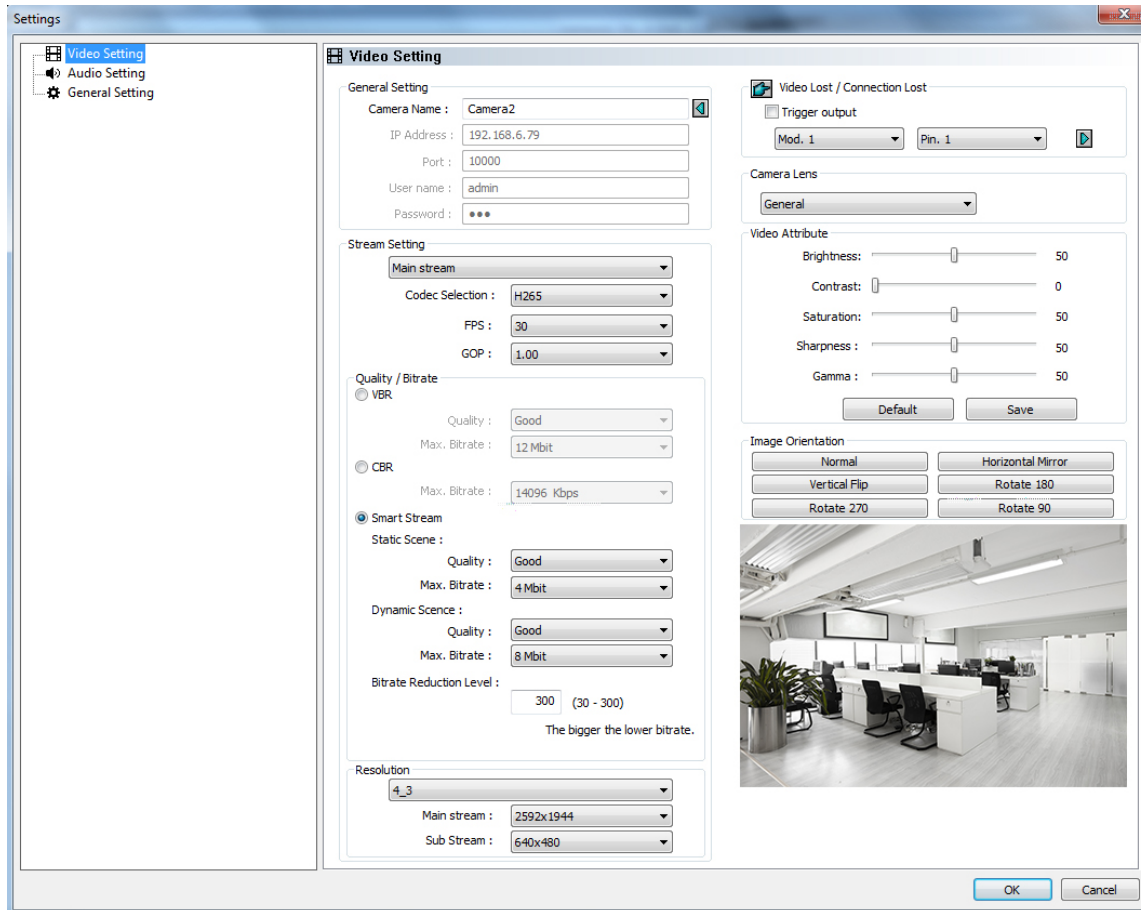 Settings
Video Setting
Audio Setting
General Setting
Video Setting
General Setting
Camera Name : Camera2
IP Address : 192.168.6.79
Port : 10000
User name : admin
Password : •••
Stream Setting
Main stream
Codec Selection : H265
FPS : 30
GOP : 1.00
Quality / Bitrate
VBR
Quality : Good
Max. Bitrate : 12 Mbit
CBR
Max. Bitrate : 14096 Kbps
Smart Stream
Static Scene :
Quality : Good
Max. Bitrate : 4 Mbit
Dynamic Scence :
Quality : Good
Max. Bitrate : 8 Mbit
Bitrate Reduction Level :
300 (30 - 300)
The bigger the lower bitrate.
Resolution
4_3
Main stream : 2592x1944
Sub Stream : 640x480
Video Lost / Connection Lost
Trigger output
Mod. 1 Pin. 1
Camera Lens
General
Video Attribute
Brightness: 50
Contrast: 0
Saturation: 50
Sharpness : 50
Gamma : 50
Default Save
Image Orientation
Normal Horizontal Mirror
Vertical Flip Rotate 180
Rotate 270 Rotate 90
OK Cancel